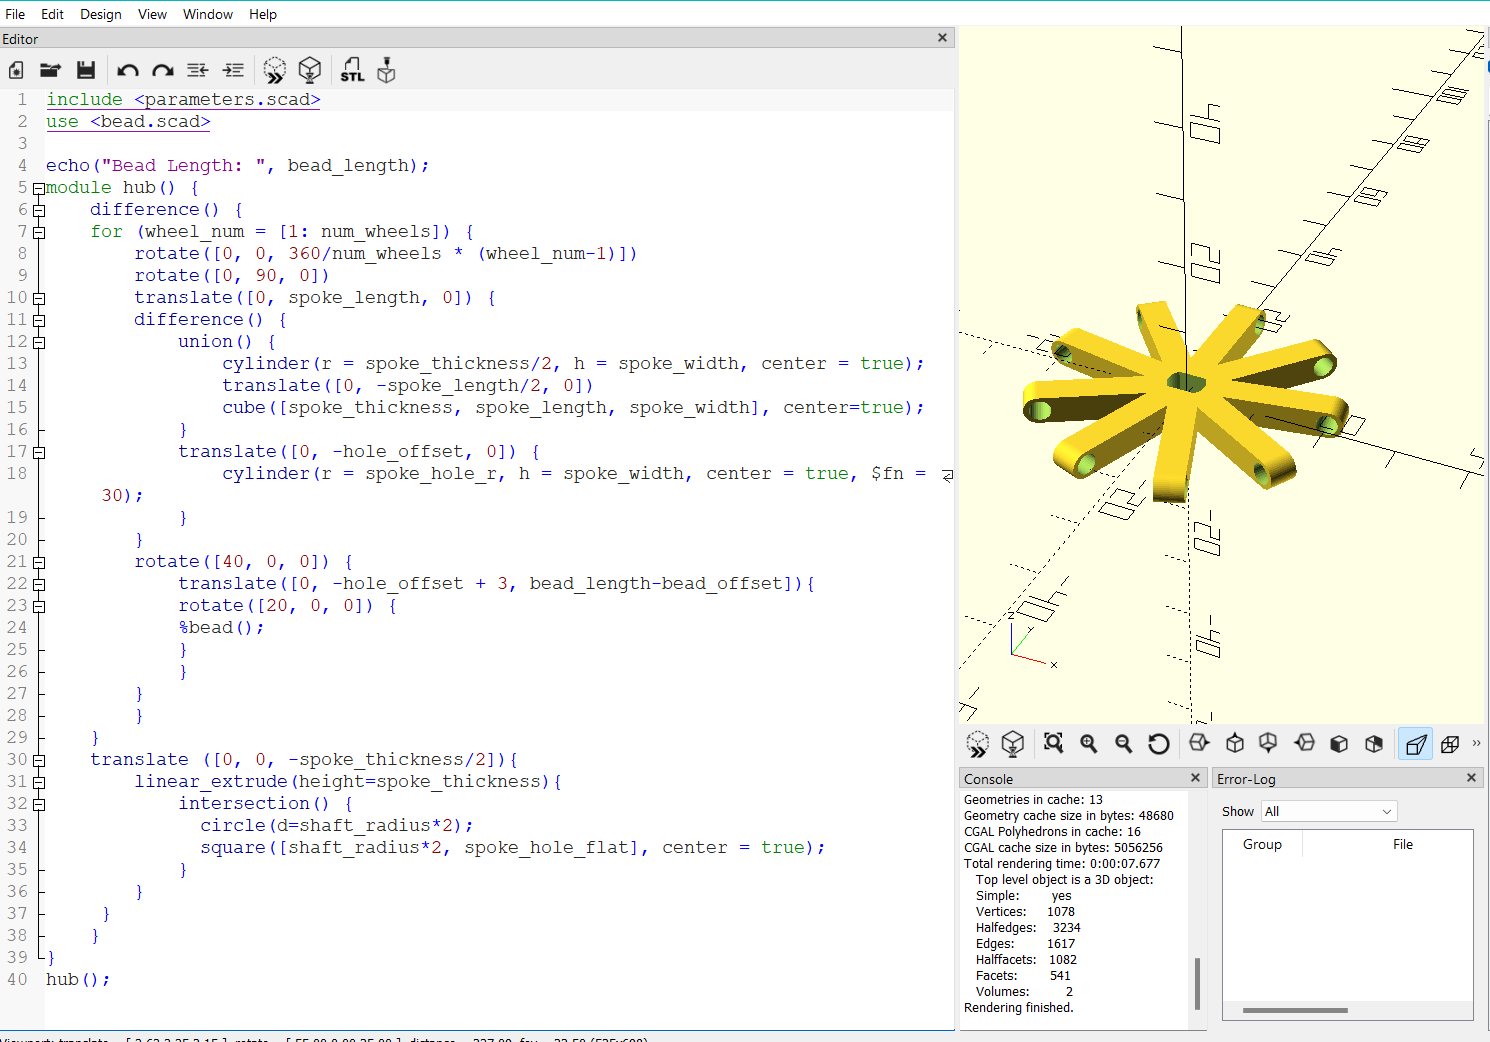 File Edit Design View Window Help
Editor
STL
1 include <parameters.scad>
2 use <bead.scad>
3
4 echo("Bead Length: ", bead_length);
5 module hub() {
6 difference() {
7 for (wheel_num = [1: num_wheels]) {
8 rotate([0, 0, 360/num_wheels * (wheel_num-1)])
9 rotate([0, 90, 0])
10 translate([0, spoke_length, 0]) {
11 difference() {
12 union() {
13 cylinder(r = spoke_thickness/2, h = spoke_width, center = true);
14 translate([0, -spoke_length/2, 0])
15 cube([spoke_thickness, spoke_length, spoke_width], center=true);
16 }
17 translate([0, -hole_offset, 0]) {
18 cylinder(r = spoke_hole_r, h = spoke_width, center = true, $fn =
30);
19 }
20 }
21 rotate([40, 0, 0]) {
22 translate([0, -hole_offset + 3, bead_length-bead_offset]){
23 rotate([20, 0, 0]) {
24 %bead();
25 }
26 }
27 }
28 }
29 }
30 translate ([0, 0, -spoke_thickness/2]){
31 linear_extrude(height=spoke_thickness){
32 intersection() {
33 circle(d=shaft_radius*2);
34 square([shaft_radius*2, spoke_hole_flat], center = true);
35 }
36 }
37 }
38 }
39 }
40 hub();
z
y
x
Console
Geometries in cache: 13
Geometry cache size in bytes: 48680
CGAL Polyhedrons in cache: 16
CGAL cache size in bytes: 5056256
Total rendering time: 0:00:07.677
Top level object is a 3D object:
Simple: yes
Vertices: 1078
Halfedges: 3234
Edges: 1617
Halffacets: 1082
Facets: 541
Volumes: 2
Rendering finished.
Error-Log
Show All
Group File